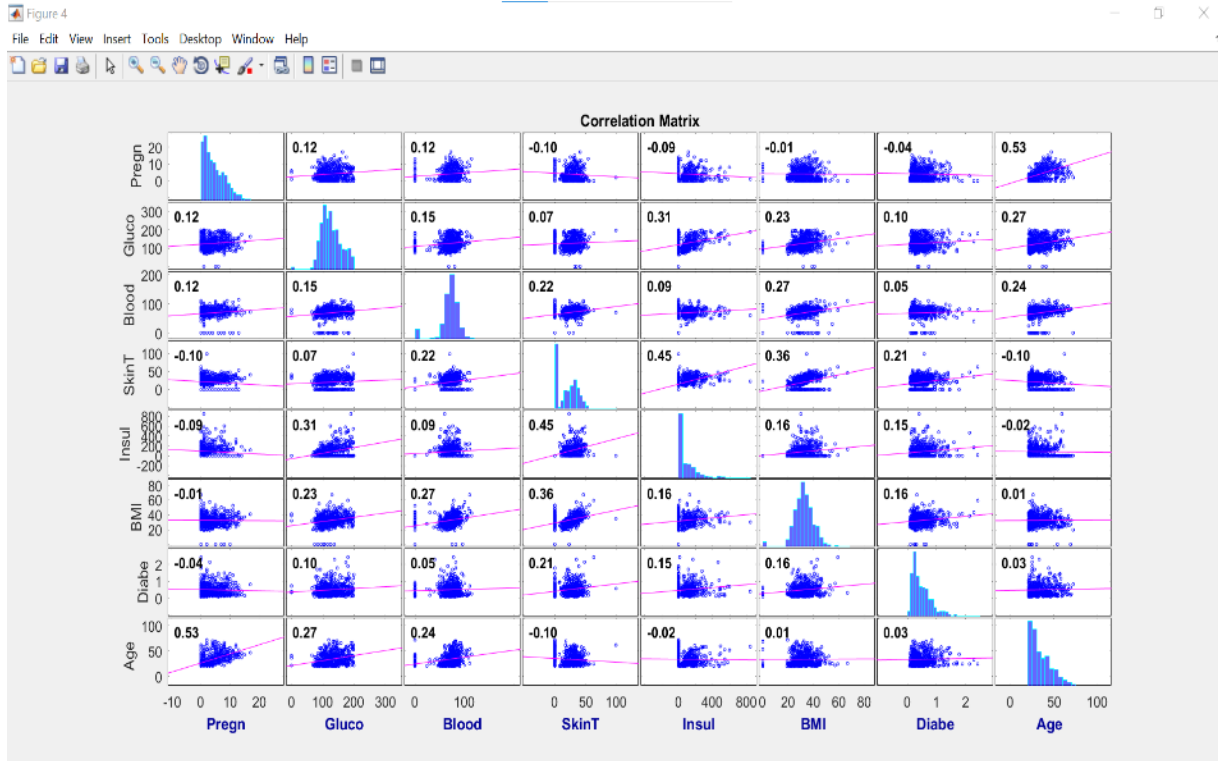 Figure 4
File Edit View Insert Tools Desktop Window Help
Correlation Matrix
Pregn 20 10 0 0.12 0.12 -0.10 -0.09 -0.01 -0.04 0.53
Gluco 300 200 100 0.12 0.15 0.07 0.31 0.23 0.10 0.27
Blood 200 100 0 0.12 0.15 0.22 0.09 0.27 0.05 0.24
SkinT 100 50 0 -0.10 0.07 0.22 0.45 0.36 0.21 -0.10
Insul 800 600 400 200 0 -200 -0.09 0.31 0.09 0.45 0.16 0.15 -0.02
BMI 80 60 40 20 -0.01 0.23 0.27 0.36 0.16 0.16 0.01
Diabe 2 1 0 -0.04 0.10 0.05 0.21 0.15 0.16 0.03
Age 100 50 0 0.53 0.27 0.24 -0.10 -0.02 0.01 0.03
-10 0 10 20 0 100 200 300 0 100 0 50 100 0 400 800 0 20 40 60 80 0 1 2 0 50 100
Pregn Gluco Blood SkinT Insul BMI Diabe Age